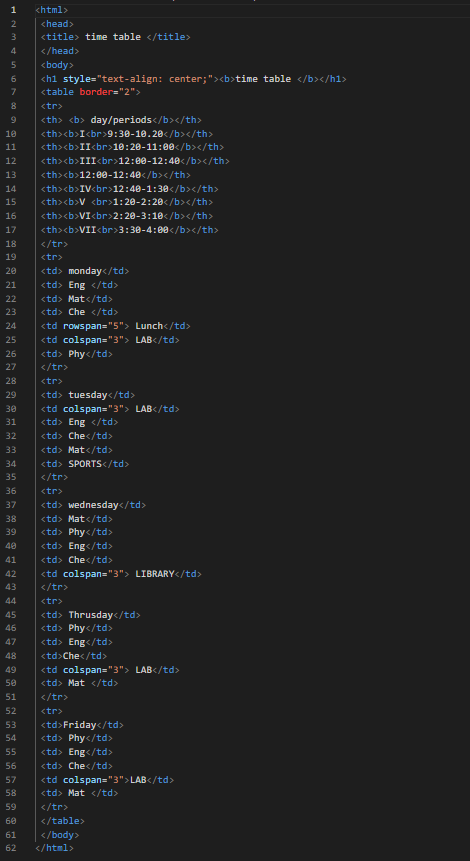 1 <html>
2 <head>
3 <title> time table </title>
4 </head>
5 <body>
6 <h1 style="text-align: center;"><b>time table </b></h1>
7 <table border="2">
8 <tr>
9 <th> <b> day/periods</b></th>
10 <th><b>I<br>9:30-10.20</b></th>
11 <th><b>II<br>10:20-11:00</b></th>
12 <th><b>III<br>12:00-12:40</b></th>
13 <th><b>12:00-12:40</b></th>
14 <th><b>IV<br>12:40-1:30</b></th>
15 <th><b>V <br>1:20-2:20</b></th>
16 <th><b>VI<br>2:20-3:10</b></th>
17 <th><b>VII<br>3:30-4:00</b></th>
18 </tr>
19 <tr>
20 <td> monday</td>
21 <td> Eng </td>
22 <td> Mat</td>
23 <td> Che </td>
24 <td rowspan="5"> Lunch</td>
25 <td colspan="3"> LAB</td>
26 <td> Phy</td>
27 </tr>
28 <tr>
29 <td> tuesday</td>
30 <td colspan="3"> LAB</td>
31 <td> Eng </td>
32 <td> Che</td>
33 <td> Mat</td>
34 <td> SPORTS</td>
35 </tr>
36 <tr>
37 <td> wednesday</td>
38 <td> Mat</td>
39 <td> Phy</td>
40 <td> Eng</td>
41 <td> Che</td>
42 <td colspan="3"> LIBRARY</td>
43 </tr>
44 <tr>
45 <td> Thrusday</td>
46 <td> Phy</td>
47 <td> Eng</td>
48 <td>Che</td>
49 <td colspan="3"> LAB</td>
50 <td> Mat </td>
51 </tr>
52 <tr>
53 <td>Friday</td>
54 <td> Phy</td>
55 <td> Eng</td>
56 <td> Che</td>
57 <td colspan="3">LAB</td>
58 <td> Mat </td>
59 </tr>
60 </table>
61 </body>
62 </html>